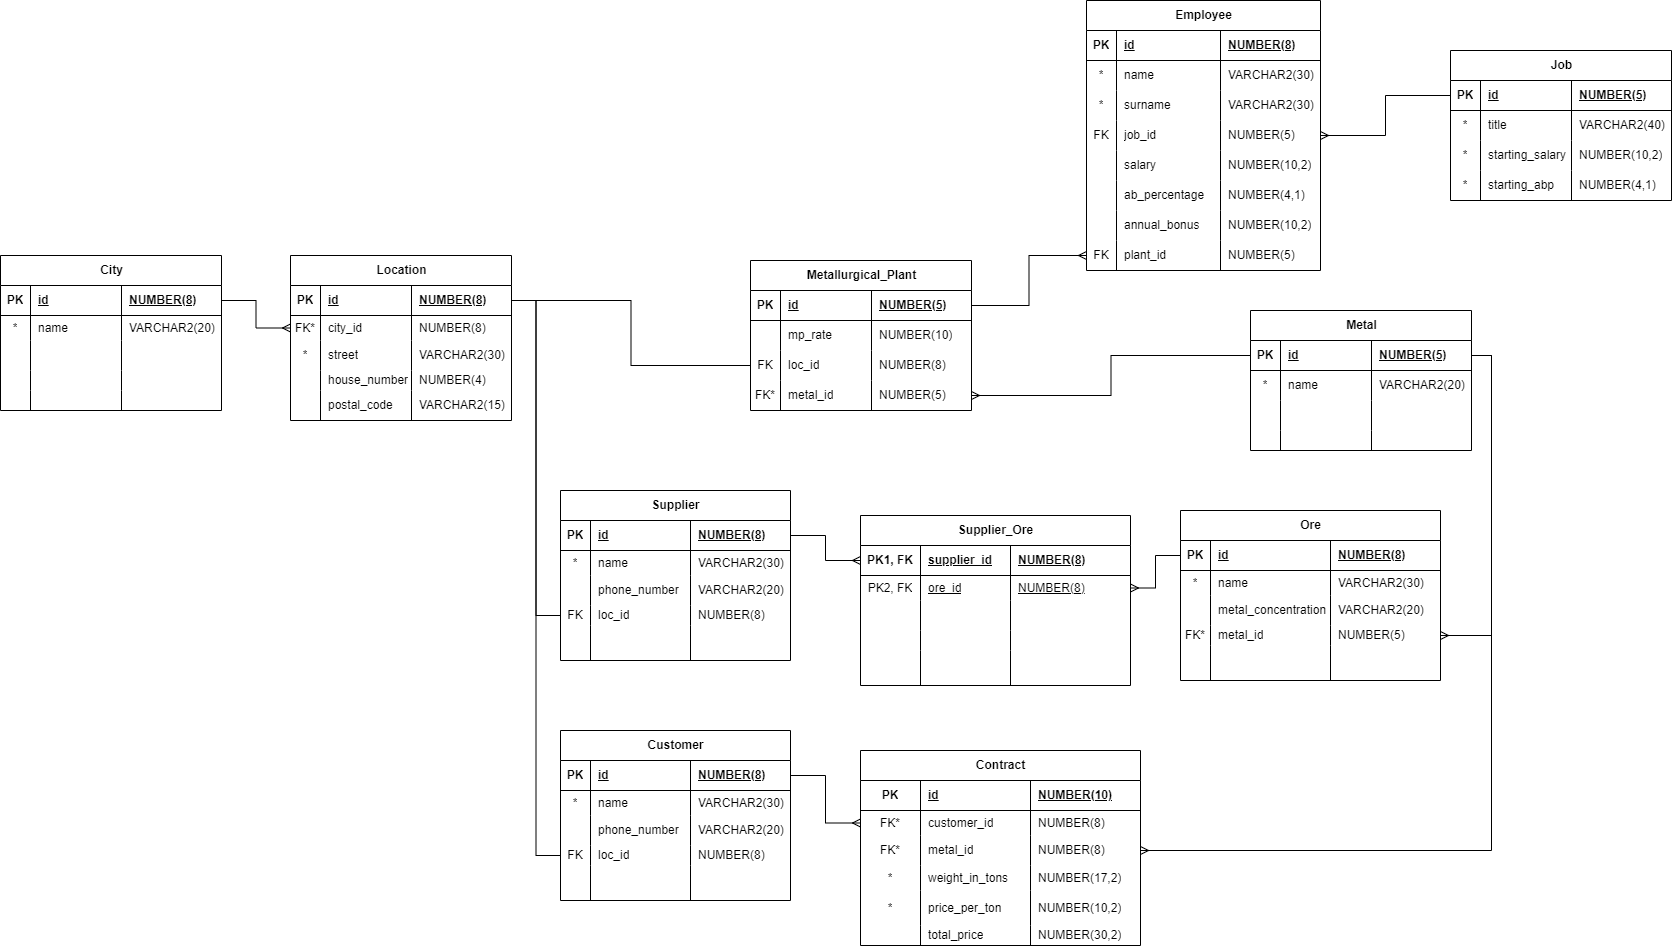 Employee
PK id NUMBER(8)
* name VARCHAR2(30)
* surname VARCHAR2(30)
FK job_id NUMBER(5)
salary NUMBER(10,2)
ab_percentage NUMBER(4,1)
annual_bonus NUMBER(10,2)
FK plant_id NUMBER(5)
Job
PK id NUMBER(5)
* title VARCHAR2(40)
* starting_salary NUMBER(10,2)
* starting_abp NUMBER(4,1)
City
PK id NUMBER(8)
* name VARCHAR2(20)
Location
PK id NUMBER(8)
FK* city_id NUMBER(8)
* street VARCHAR2(30)
house_number NUMBER(4)
postal_code VARCHAR2(15)
Metallurgical_Plant
PK id NUMBER(5)
mp_rate NUMBER(10)
FK loc_id NUMBER(8)
FK* metal_id NUMBER(5)
Metal
PK id NUMBER(5)
* name VARCHAR2(20)
Supplier
PK id NUMBER(8)
* name VARCHAR2(30)
phone_number VARCHAR2(20)
FK loc_id NUMBER(8)
Supplier_Ore
PK1, FK supplier_id NUMBER(8)
PK2, FK ore_id NUMBER(8)
Ore
PK id NUMBER(8)
* name VARCHAR2(30)
metal_concentration VARCHAR2(20)
FK* metal_id NUMBER(5)
Customer
PK id NUMBER(8)
* name VARCHAR2(30)
phone_number VARCHAR2(20)
FK loc_id NUMBER(8)
Contract
PK id NUMBER(10)
FK* customer_id NUMBER(8)
FK* metal_id NUMBER(8)
* weight_in_tons NUMBER(17,2)
* price_per_ton NUMBER(10,2)
total_price NUMBER(30,2)